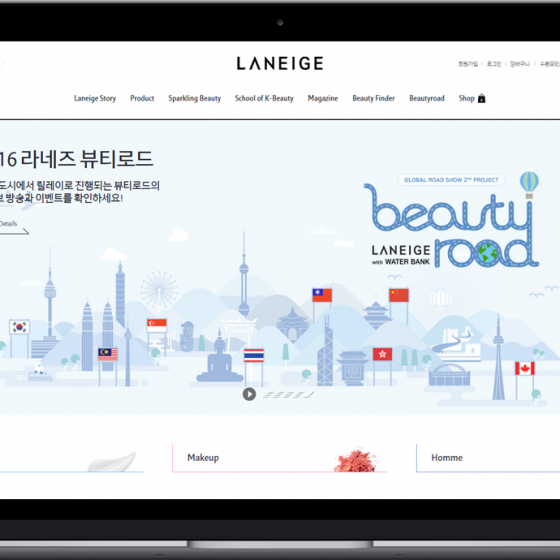 LANEIGE
회원가입 | 로그인 | 장바구니 |
Laneige Story Product Sparkling Beauty School of K-Beauty Magazine Beauty Finder Beautyroad Shop
16 라네즈 뷰티로드
도시에서 릴레이로 진행되는 뷰티로드의
방송과 이벤트를 확인하세요!
Details
GLOBAL ROAD SHOW 2ND PROJECT
beauty
LANEIGE
with WATER BANK
road
Makeup
Homme